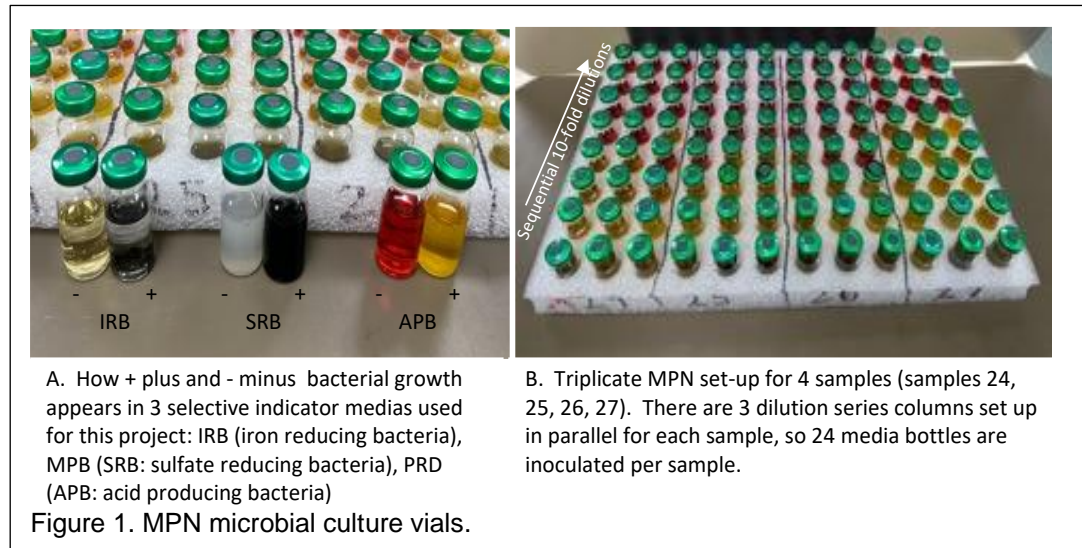 Sequential 10-fold dilutions
- + - + - +
IRB SRB APB
A. How + plus and - minus bacterial growth
appears in 3 selective indicator medias used
for this project: IRB (iron reducing bacteria),
MPB (SRB: sulfate reducing bacteria), PRD
(APB: acid producing bacteria)
B. Triplicate MPN set-up for 4 samples (samples 24,
25, 26, 27). There are 3 dilution series columns set up
in parallel for each sample, so 24 media bottles are
inoculated per sample.
Figure 1. MPN microbial culture vials.